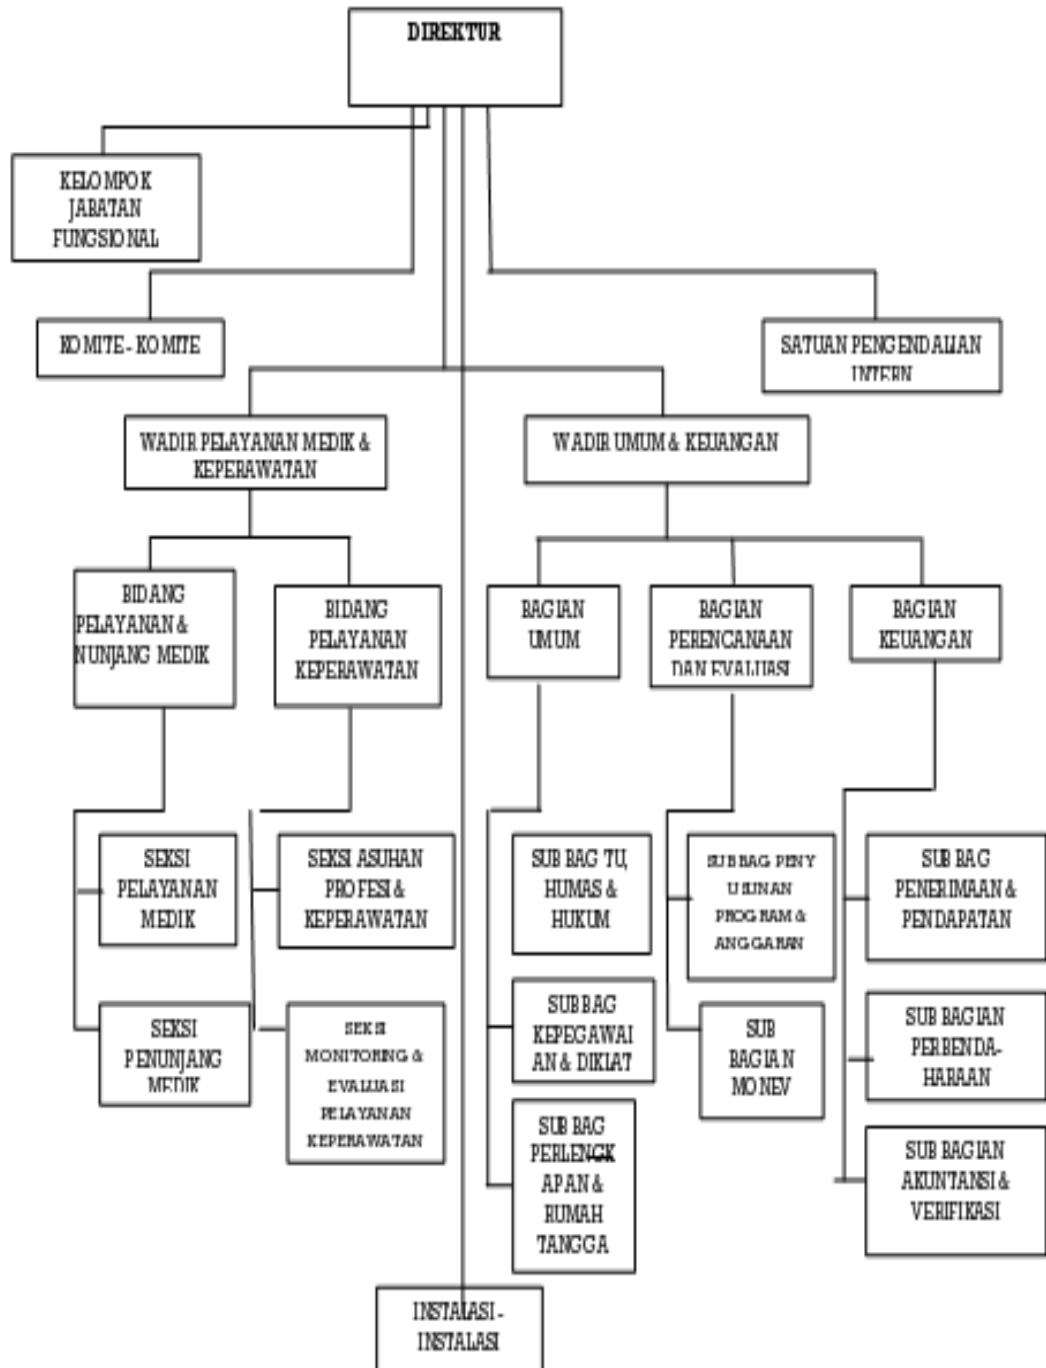 DIREKTUR
KELOMPOK
JABATAN
FUNGSIONAL
KOMITE - KOMITE
SATUAN PENGENDALIAN
INTERN
WADIR PELAYANAN MEDIK &
KEPERAWATAN
WADIR UMUM & KEUANGAN
BIDANG
PELAYANAN &
NUNJANG MEDIK
BIDANG
PELAYANAN
KEPERAWATAN
BAGIAN
UMUM
BAGIAN
PERENCANAAN
DAN EVALUASI
BAGIAN
KEUANGAN
SEKSI
PELAYANAN
MEDIK
SEKSI ASUHAN
PROFESI &
KEPERAWATAN
SUB BAG TU,
HUMAS &
HUKUM
SUB BAG PENY
USUNAN
PROGRAM &
ANGGARAN
SUB BAG
PENERIMAAN &
PENDAPATAN
SEKSI
PENUNJANG
MEDIK
SEKSI
MONITORING &
EVALUASI
PELAYANAN
KEPERAWATAN
SUB BAG
KEPEGAWAI
AN & DIKLAT
SUB
BAGIAN
MONEV
SUB BAGIAN
PERBENDA-
HARAAN
SUB BAG
PERLENGK
APAN &
RUMAH
TANGGA
SUB BAGIAN
AKUNTANSI &
VERIFIKASI
INSTALASI -
INSTALASI